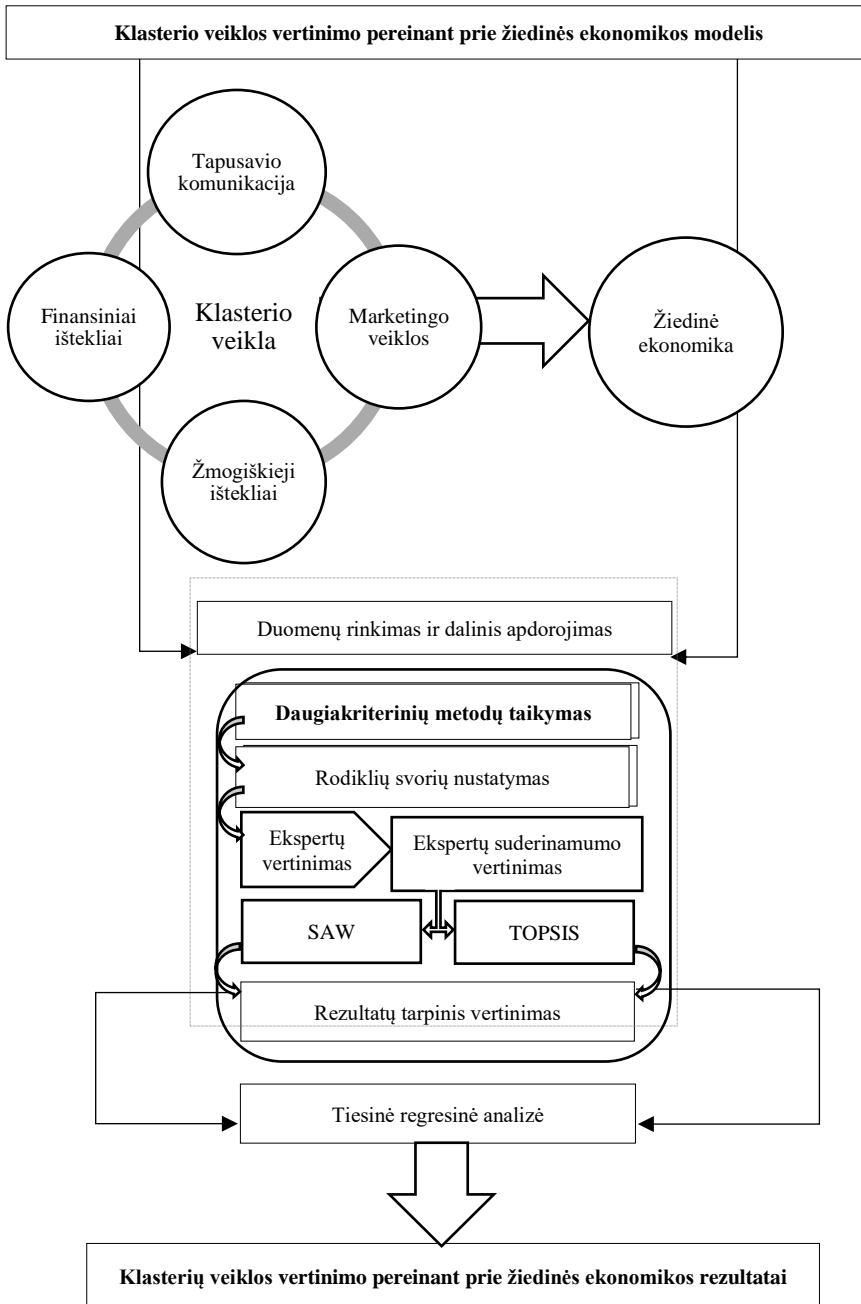 Klasterio veiklos vertinimo pereinant prie žiedinės ekonomikos modelis
Tapusavio
komunikacija
Finansiniai
ištekliai
Klasterio
veikla
Marketingo
veiklos
Žiedinė
ekonomika
Žmogiškieji
ištekliai
Duomenų rinkimas ir dalinis apdorojimas
Daugiakriterinių metodų taikymas
Rodiklių svorių nustatymas
Ekspertų
vertinimas
Ekspertų suderinamumo
vertinimas
SAW
TOPSIS
Rezultatų tarpinis vertinimas
Tiesinė regresinė analizė
Klasterių veiklos vertinimo pereinant prie žiedinės ekonomikos rezultatai